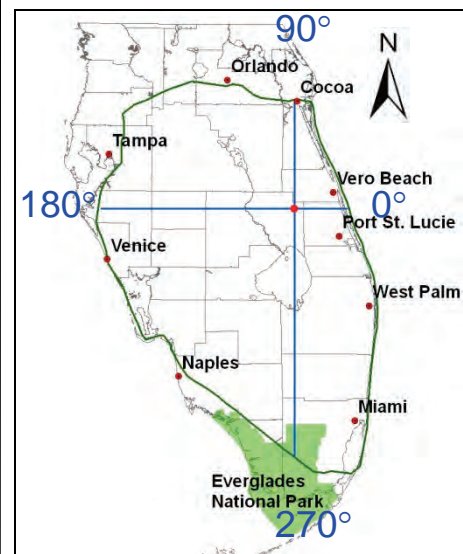 90°
N
Orlando
Cocoa
Tampa
Vero Beach
180°
0°
Port St. Lucie
Venice
West Palm
Naples
Miami
Everglades
National Park
270°